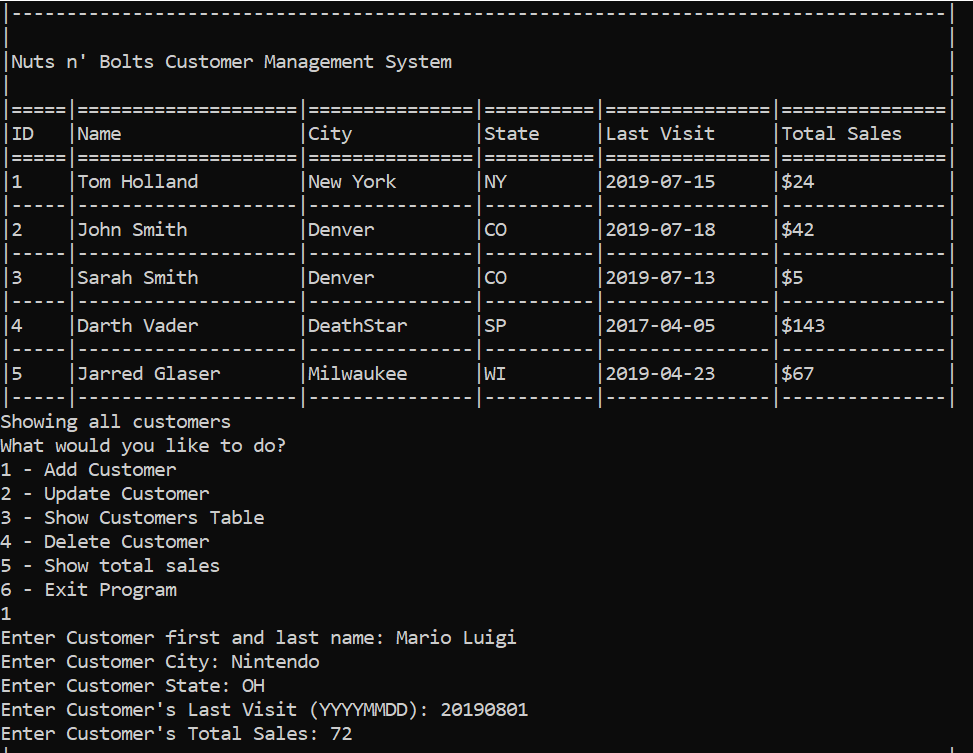 |-------------------------------------------------------------------------------------|
|                                                                                     |
|Nuts n' Bolts Customer Management System                                             |
|                                                                                     |
|=====|====================|===============|==========|===============|===============|
|ID   |Name                |City           |State     |Last Visit     |Total Sales    |
|=====|====================|===============|==========|===============|===============|
|1    |Tom Holland         |New York       |NY        |2019-07-15     |$24            |
|-----|--------------------|---------------|----------|---------------|---------------|
|2    |John Smith          |Denver         |CO        |2019-07-18     |$42            |
|-----|--------------------|---------------|----------|---------------|---------------|
|3    |Sarah Smith         |Denver         |CO        |2019-07-13     |$5             |
|-----|--------------------|---------------|----------|---------------|---------------|
|4    |Darth Vader         |DeathStar      |SP        |2017-04-05     |$143           |
|-----|--------------------|---------------|----------|---------------|---------------|
|5    |Jarred Glaser       |Milwaukee      |WI        |2019-04-23     |$67            |
|-----|--------------------|---------------|----------|---------------|---------------|
Showing all customers
What would you like to do?
1 - Add Customer
2 - Update Customer
3 - Show Customers Table
4 - Delete Customer
5 - Show total sales
6 - Exit Program
1
Enter Customer first and last name: Mario Luigi
Enter Customer City: Nintendo
Enter Customer State: OH
Enter Customer's Last Visit (YYYYMMDD): 20190801
Enter Customer's Total Sales: 72